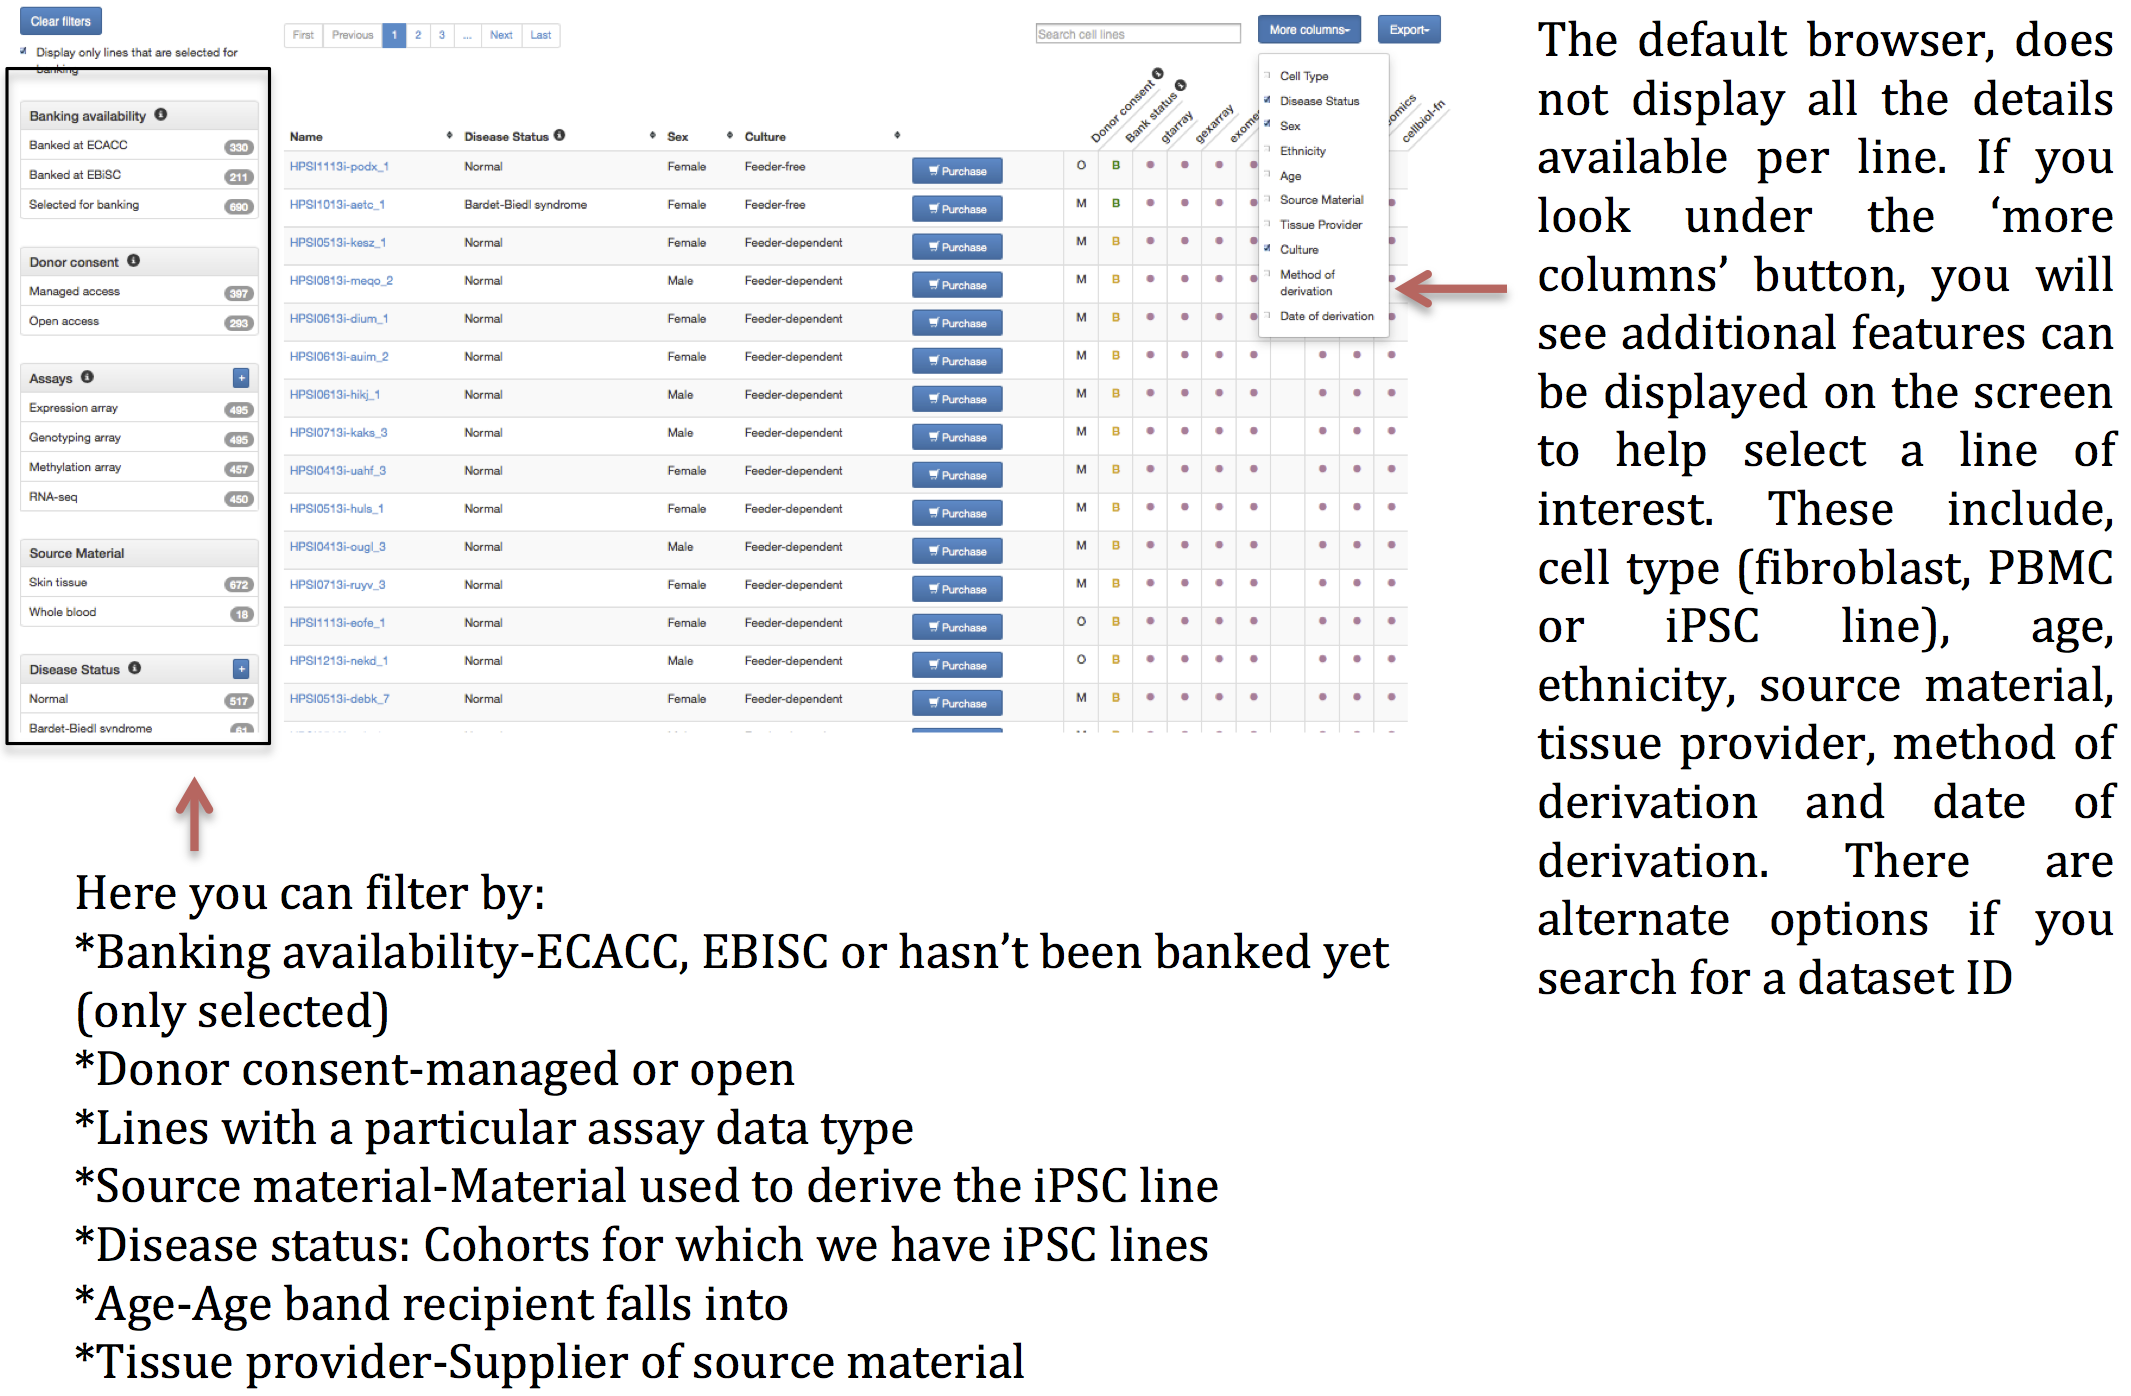 Clear filters
Display only lines that are selected for
banking
Banking availability
Banked at ECACC 330
Banked at EBiSC 211
Selected for banking 690
Donor consent
Managed access 397
Open access 293
Assays +
Expression array 495
Genotyping array 495
Methylation array 457
RNA-seq 450
Source Material
Skin tissue 672
Whole blood 18
Disease Status +
Normal 517
Bardet-Biedl syndrome 61
First Previous 1 2 3 ... Next Last
Search cell lines
More columns
Export
Cell Type
Disease Status
Sex
Ethnicity
Age
Source Material
Tissue Provider
Culture
Method of
derivation
Date of derivation
Name Disease Status Sex Culture Donor consent Bank status gtarray gexarray exome omics cellbiol-fn
HPSI1113i-podx_1 Normal Female Feeder-free Purchase O B
HPSI1013i-aetc_1 Bardet-Biedl syndrome Female Feeder-free Purchase M B
HPSI0513i-kesz_1 Normal Female Feeder-dependent Purchase M B
HPSI0813i-meqo_2 Normal Male Feeder-dependent Purchase M B
HPSI0613i-dium_1 Normal Female Feeder-dependent Purchase M B
HPSI0613i-auim_2 Normal Female Feeder-dependent Purchase M B
HPSI0613i-hikj_1 Normal Male Feeder-dependent Purchase M B
HPSI0713i-kaks_3 Normal Male Feeder-dependent Purchase M B
HPSI0413i-uahf_3 Normal Female Feeder-dependent Purchase M B
HPSI0513i-huls_1 Normal Female Feeder-dependent Purchase M B
HPSI0413i-ougl_3 Normal Male Feeder-dependent Purchase M B
HPSI0713i-ruyv_3 Normal Female Feeder-dependent Purchase M B
HPSI1113i-eofe_1 Normal Female Feeder-dependent Purchase O B
HPSI1213i-nekd_1 Normal Male Feeder-dependent Purchase O B
HPSI0513i-debk_7 Normal Female Feeder-dependent Purchase M B
The default browser, does
not display all the details
available per line. If you
look under the ‘more
columns’ button, you will
see additional features can
be displayed on the screen
to help select a line of
interest. These include,
cell type (fibroblast, PBMC
or iPSC line), age,
ethnicity, source material,
tissue provider, method of
derivation and date of
derivation. There are
alternate options if you
search for a dataset ID
Here you can filter by:
*Banking availability-ECACC, EBISC or hasn’t been banked yet
(only selected)
*Donor consent-managed or open
*Lines with a particular assay data type
*Source material-Material used to derive the iPSC line
*Disease status: Cohorts for which we have iPSC lines
*Age-Age band recipient falls into
*Tissue provider-Supplier of source material